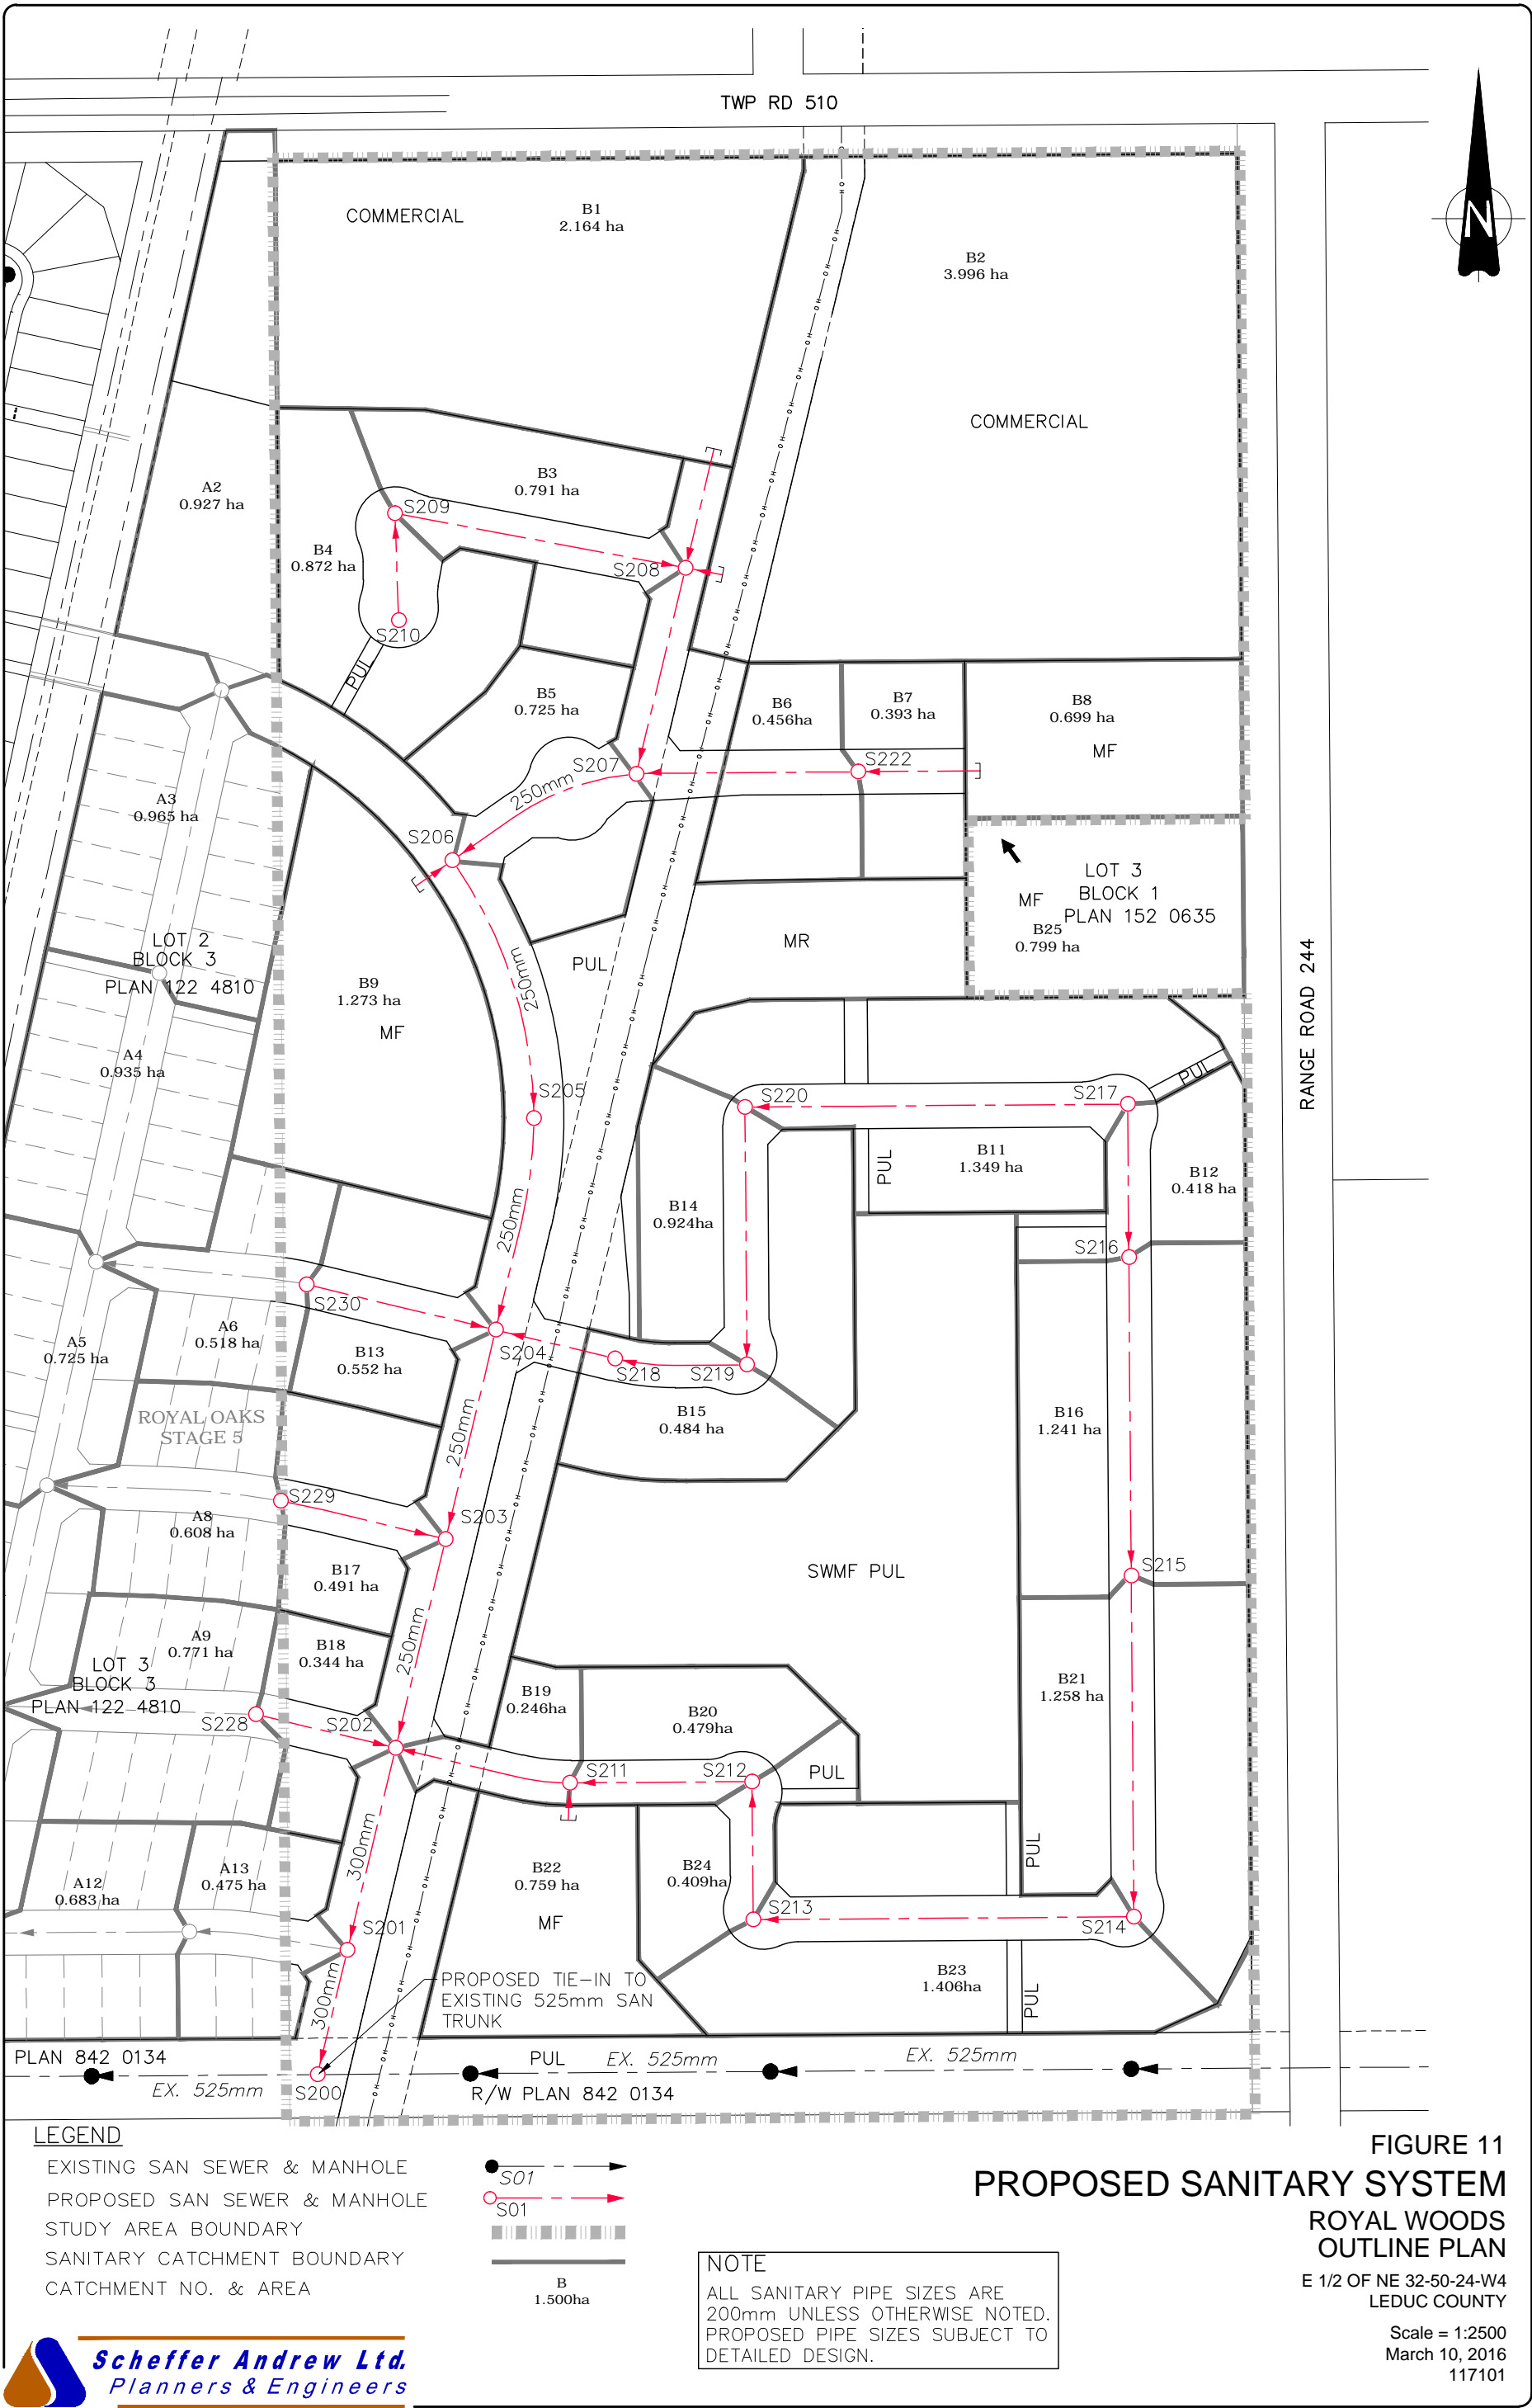 TWP RD 510
N
COMMERCIAL
B1
2.164 ha
B2
3.996 ha
COMMERCIAL
A2
0.927 ha
B3
0.791 ha
S209
B4
0.872 ha
S208
S210
PUL
B5
0.725 ha
B6
0.456ha
B7
0.393 ha
B8
0.699 ha
MF
S207
S222
250mm
A3
0.965 ha
S206
LOT 3
BLOCK 1
PLAN 152 0635
MF
B25
0.799 ha
LOT 2
BLOCK 3
PLAN 122 4810
MR
PUL
250mm
B9
1.273 ha
MF
RANGE ROAD 244
A4
0.935 ha
S205
S220
S217
PUL
B11
1.349 ha
PUL
B12
0.418 ha
B14
0.924ha
250mm
S216
S230
A6
0.518 ha
A5
0.725 ha
B13
0.552 ha
S204
S218
S219
ROYAL OAKS
STAGE 5
250mm
B15
0.484 ha
B16
1.241 ha
S229
S203
A8
0.608 ha
B17
0.491 ha
SWMF PUL
S215
250mm
A9
0.771 ha
B18
0.344 ha
LOT 3
BLOCK 3
PLAN 122 4810
B19
0.246ha
B20
0.479ha
B21
1.258 ha
S228
S202
S211
S212
PUL
300mm
PUL
A12
0.683 ha
A13
0.475 ha
B22
0.759 ha
MF
B24
0.409ha
S213
S214
S201
300mm
B23
1.406ha
PUL
PROPOSED TIE-IN TO
EXISTING 525mm SAN
TRUNK
PLAN 842 0134
PUL
EX. 525mm
EX. 525mm
EX. 525mm
S200
R/W PLAN 842 0134
LEGEND
EXISTING SAN SEWER & MANHOLE
S01
PROPOSED SAN SEWER & MANHOLE
S01
STUDY AREA BOUNDARY
SANITARY CATCHMENT BOUNDARY
CATCHMENT NO. & AREA
B
1.500ha
NOTE
ALL SANITARY PIPE SIZES ARE
200mm UNLESS OTHERWISE NOTED.
PROPOSED PIPE SIZES SUBJECT TO
DETAILED DESIGN.
FIGURE 11
PROPOSED SANITARY SYSTEM
ROYAL WOODS
OUTLINE PLAN
E 1/2 OF NE 32-50-24-W4
LEDUC COUNTY
Scale = 1:2500
March 10, 2016
117101
Scheffer Andrew Ltd.
Planners & Engineers